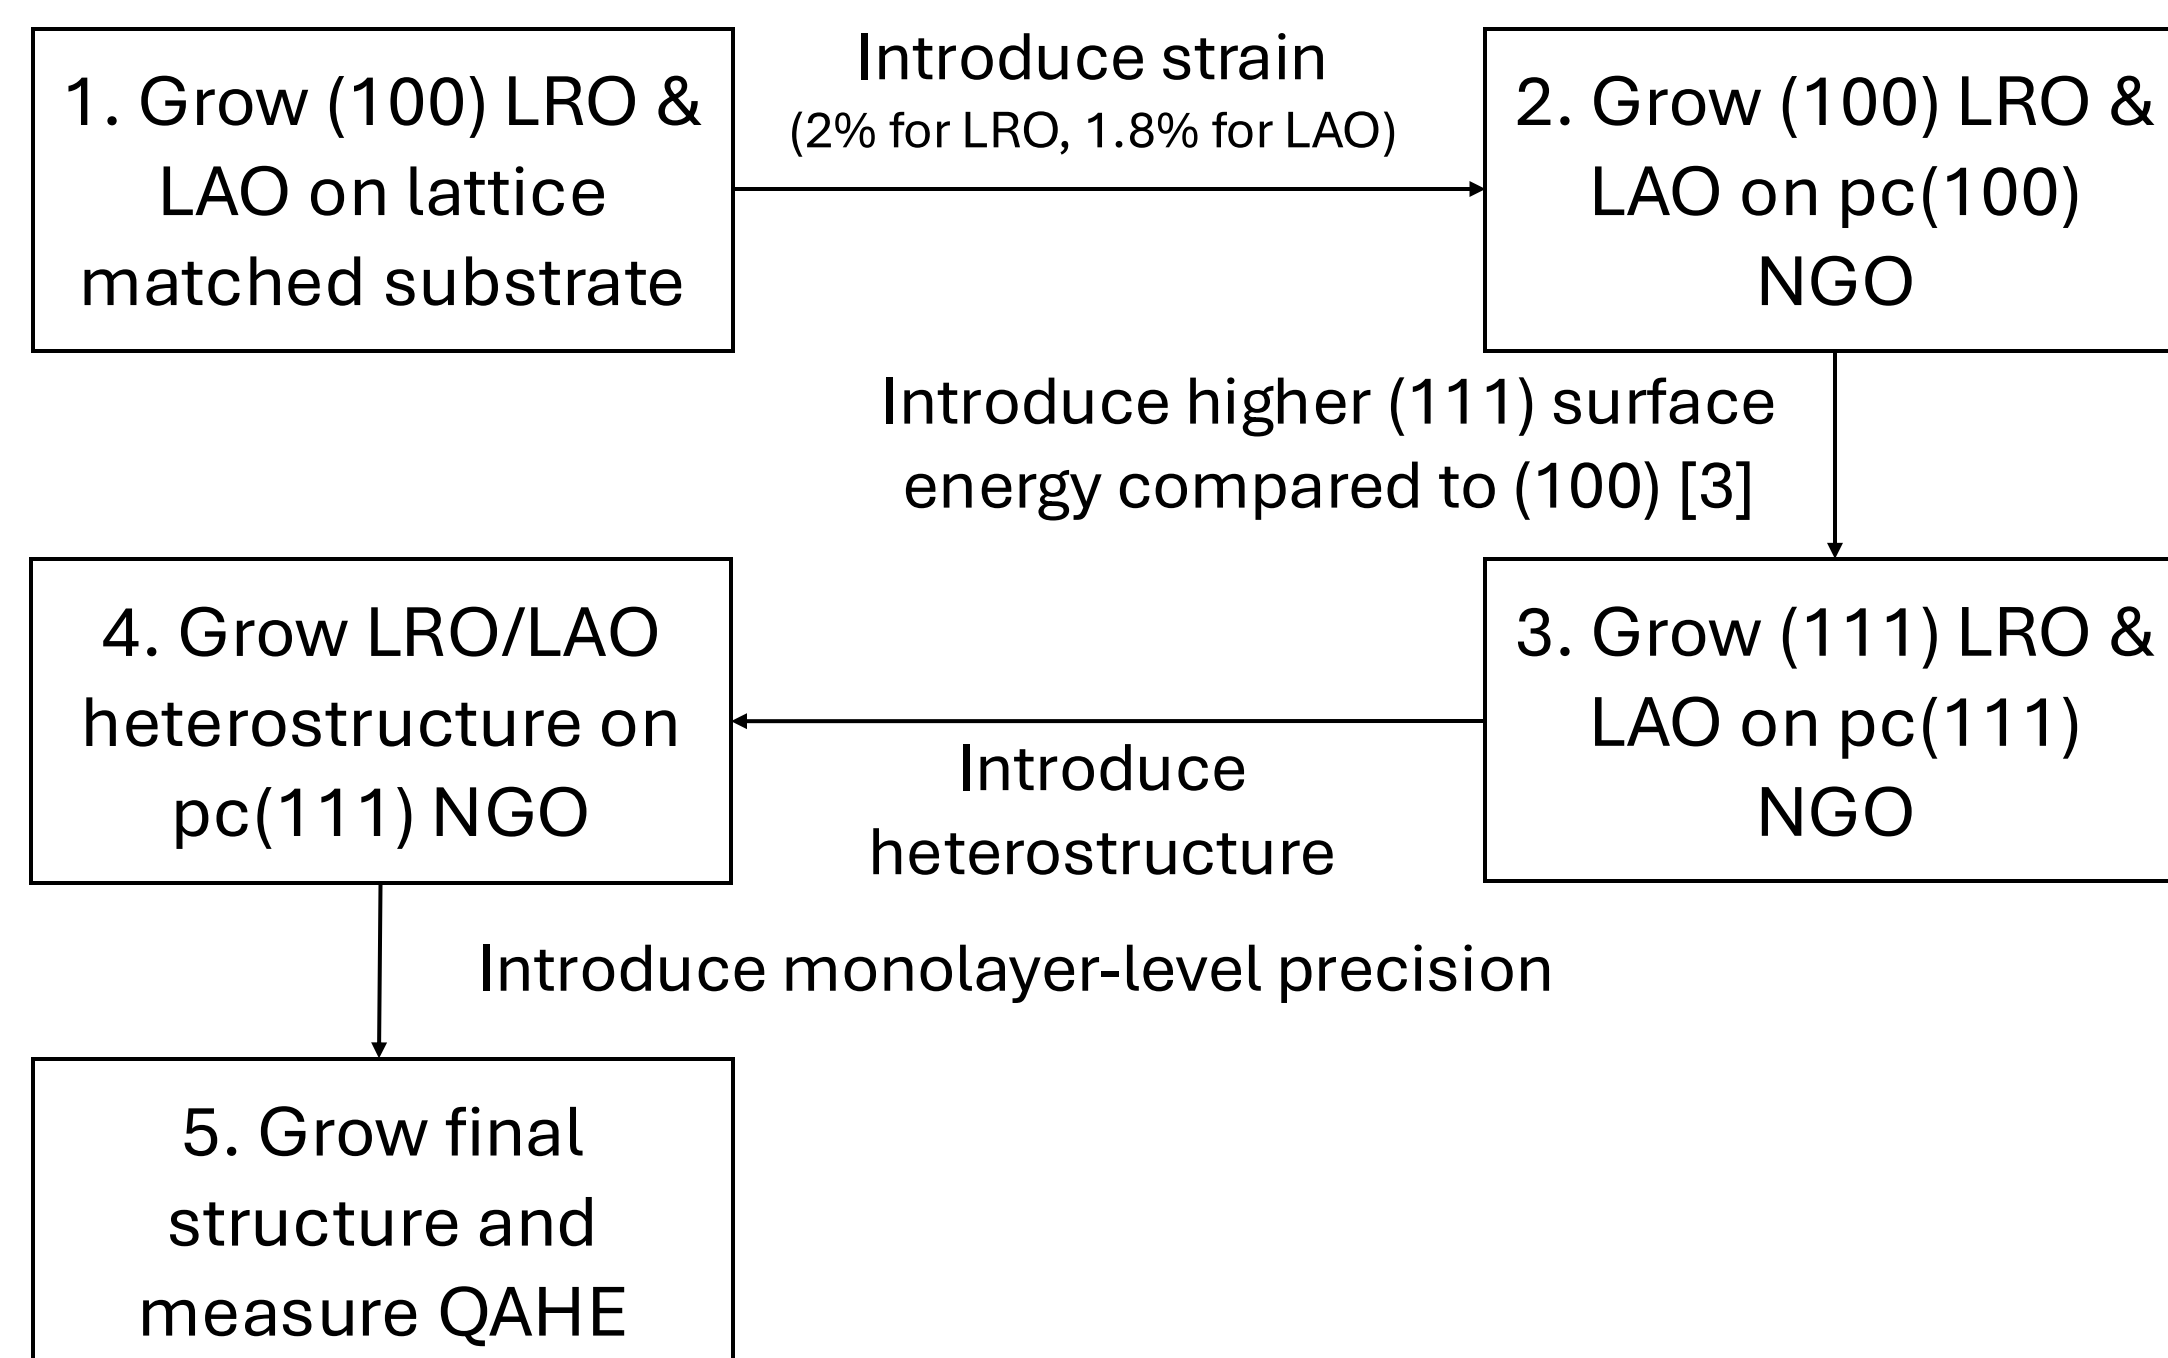 1. Grow (100) LRO &
LAO on lattice
matched substrate
Introduce strain
(2% for LRO, 1.8% for LAO)
2. Grow (100) LRO &
LAO on pc(100)
NGO
Introduce higher (111) surface
energy compared to (100) [3]
3. Grow (111) LRO &
LAO on pc(111)
NGO
Introduce
heterostructure
4. Grow LRO/LAO
heterostructure on
pc(111) NGO
Introduce monolayer-level precision
5. Grow final
structure and
measure QAHE